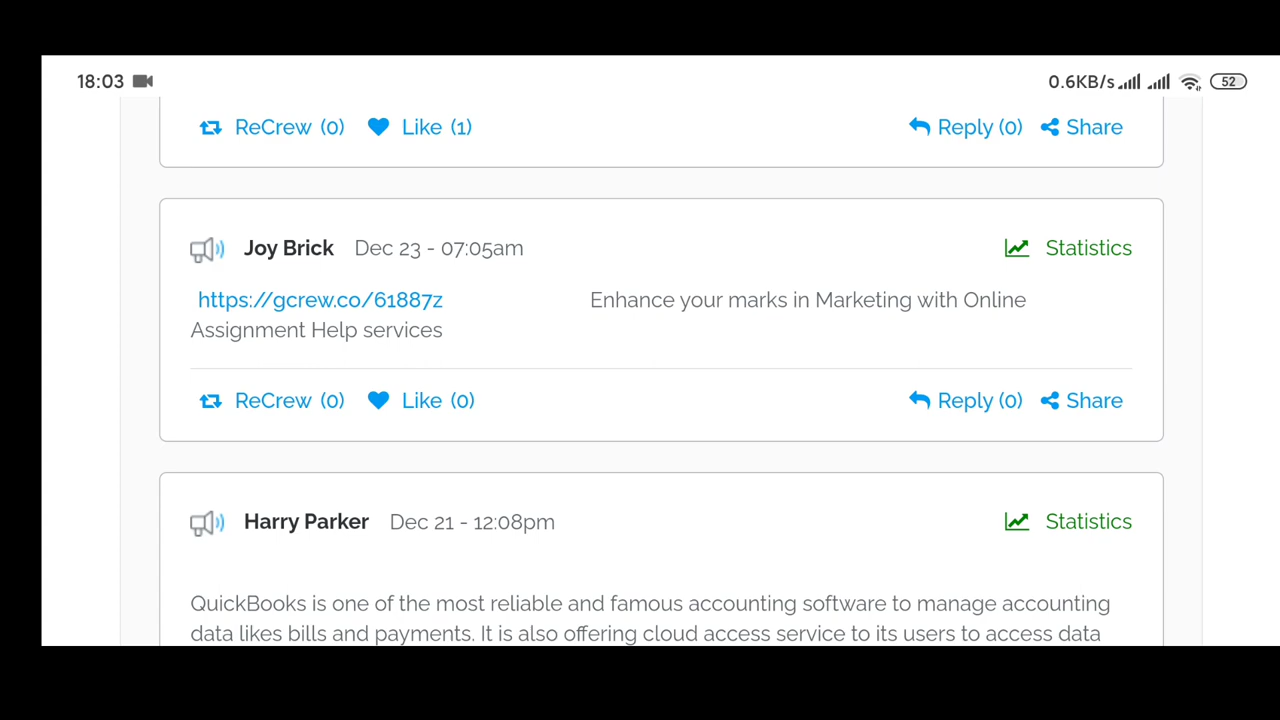 18:03 0.6KB/s 52
ReCrew (0) Like (1) Reply (0) Share
Joy Brick Dec 23 - 07:05am Statistics
https://gcrew.co/61887z Enhance your marks in Marketing with Online
Assignment Help services
ReCrew (0) Like (0) Reply (0) Share
Harry Parker Dec 21 - 12:08pm Statistics
QuickBooks is one of the most reliable and famous accounting software to manage accounting
data likes bills and payments. It is also offering cloud access service to its users to access data